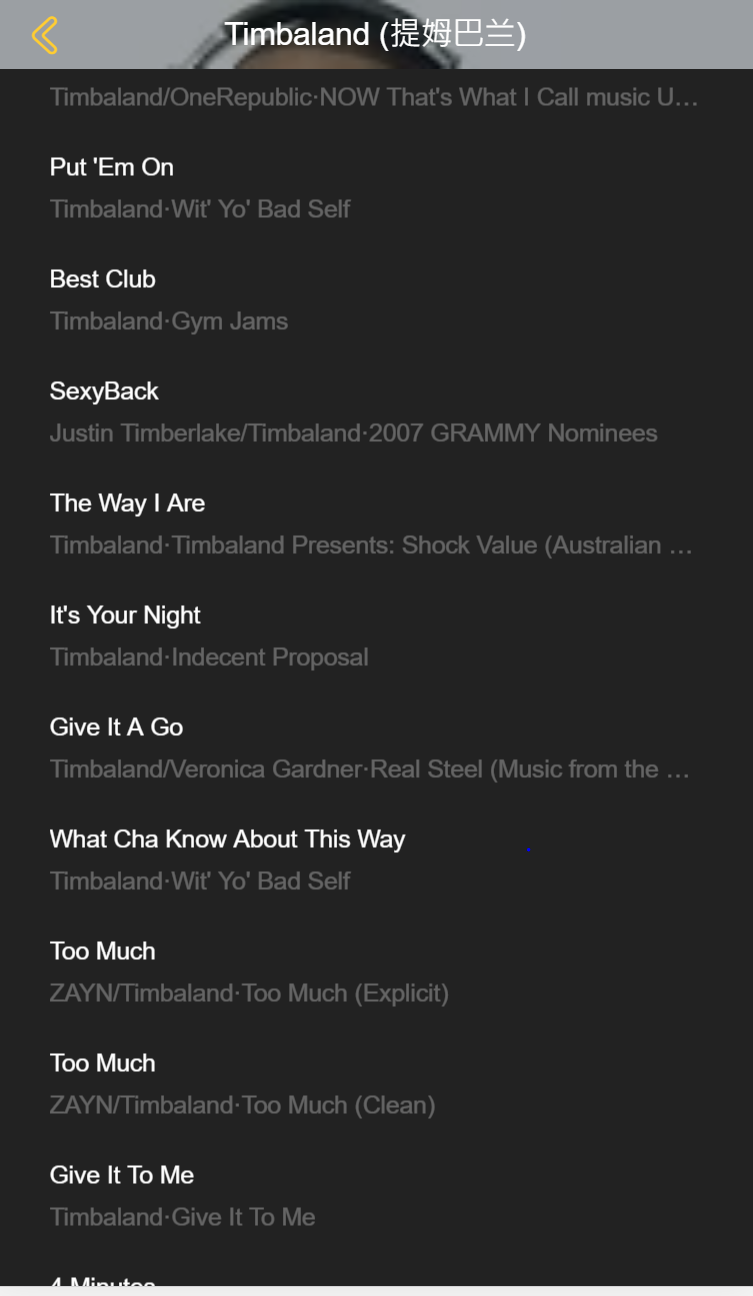 Timbaland (提姆巴兰)
Timbaland/OneRepublic·NOW That's What I Call music U…
Put 'Em On
Timbaland·Wit' Yo' Bad Self
Best Club
Timbaland·Gym Jams
SexyBack
Justin Timberlake/Timbaland·2007 GRAMMY Nominees
The Way I Are
Timbaland·Timbaland Presents: Shock Value (Australian …
It's Your Night
Timbaland·Indecent Proposal
Give It A Go
Timbaland/Veronica Gardner·Real Steel (Music from the …
What Cha Know About This Way
Timbaland·Wit' Yo' Bad Self
Too Much
ZAYN/Timbaland·Too Much (Explicit)
Too Much
ZAYN/Timbaland·Too Much (Clean)
Give It To Me
Timbaland·Give It To Me
4 Minutes